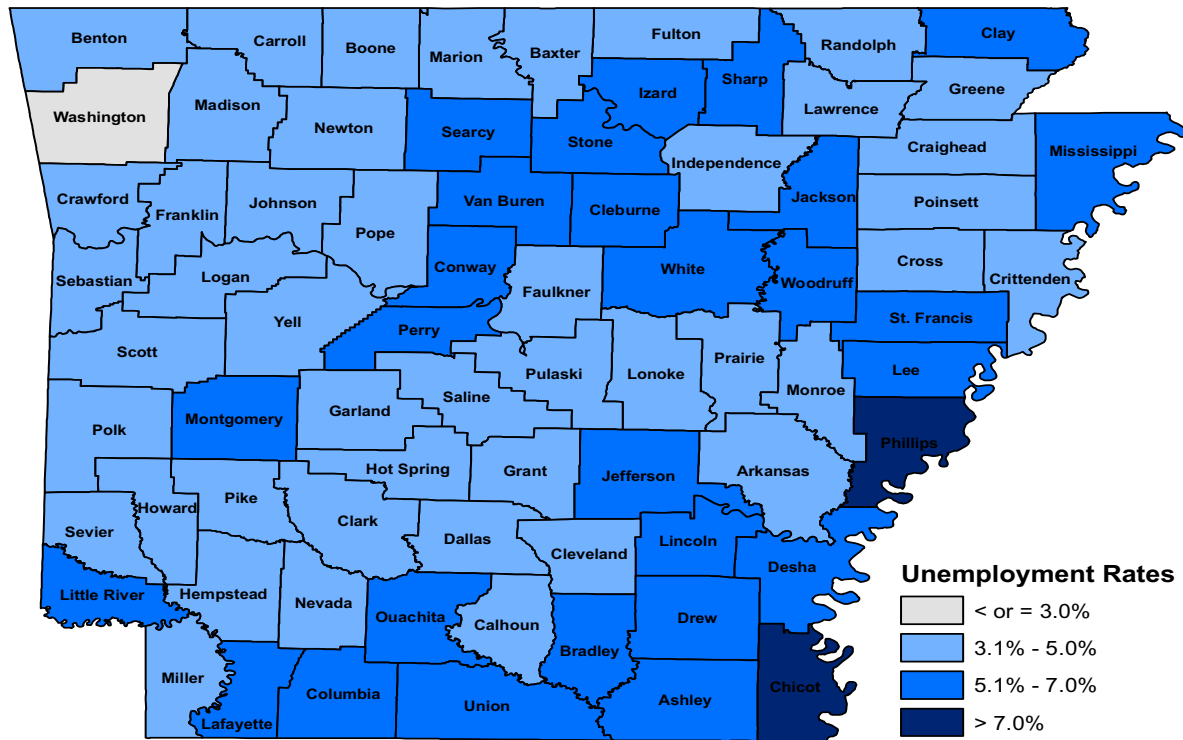 Benton
Carroll
Boone
Marion
Baxter
Fulton
Randolph
Clay
Washington
Madison
Newton
Searcy
Stone
Izard
Sharp
Lawrence
Greene
Independence
Craighead
Mississippi
Crawford
Franklin
Johnson
Pope
Van Buren
Cleburne
Jackson
Poinsett
Sebastian
Logan
Conway
Faulkner
White
Woodruff
Cross
Crittenden
Yell
Perry
St. Francis
Scott
Pulaski
Lonoke
Prairie
Lee
Saline
Monroe
Polk
Montgomery
Garland
Phillips
Hot Spring
Grant
Jefferson
Arkansas
Howard
Pike
Clark
Sevier
Dallas
Cleveland
Lincoln
Desha
Little River
Hempstead
Nevada
Ouachita
Calhoun
Drew
Bradley
Miller
Lafayette
Columbia
Union
Ashley
Chicot
Unemployment Rates
< or = 3.0%
3.1% - 5.0%
5.1% - 7.0%
> 7.0%